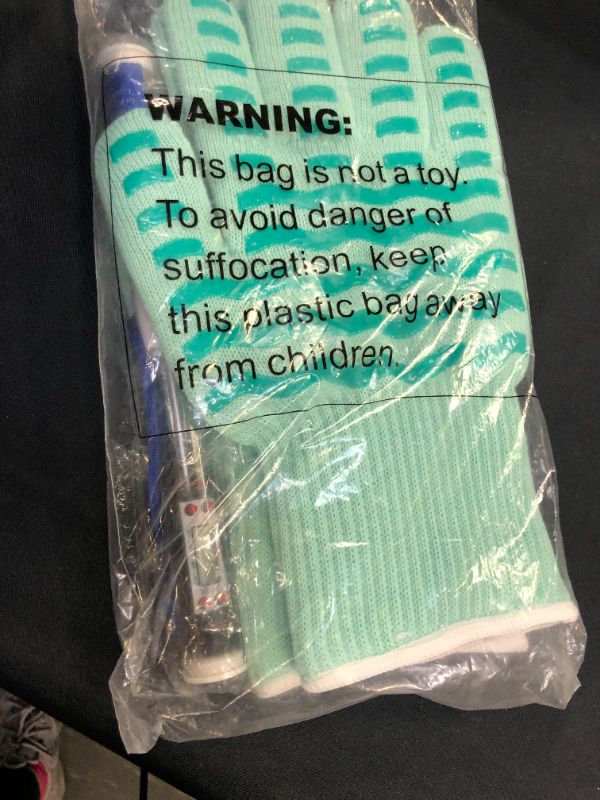 WARNING:
This bag is not a toy.
To avoid danger of
suffocation, keep
this plastic bag away
from children.